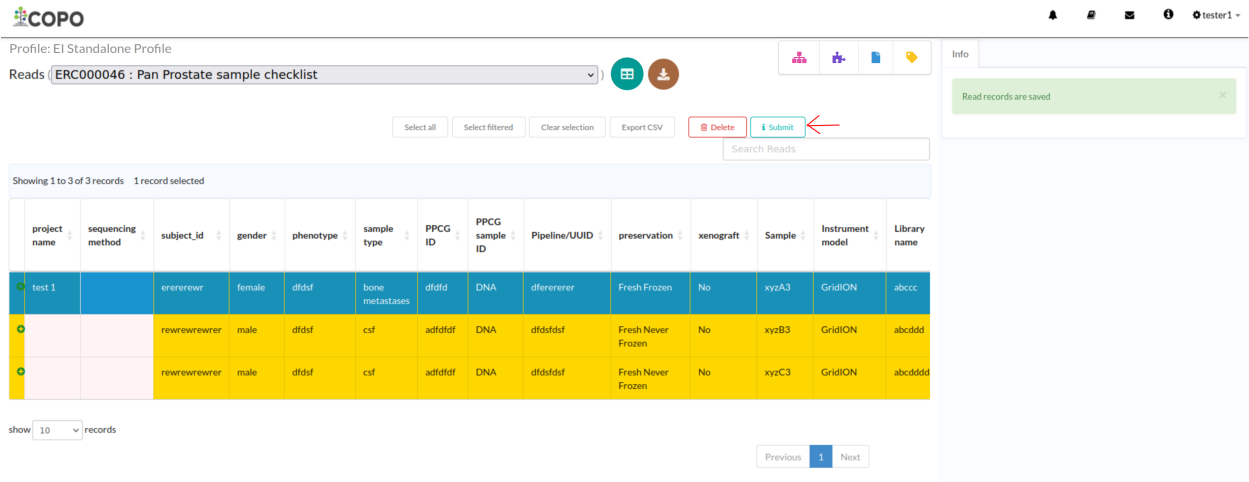 COPO
tester1
Profile: EI Standalone Profile
Reads ( ERC000046 : Pan Prostate sample checklist )
Info
Read records are saved ×
Select all Select filtered Clear selection Export CSV Delete Submit
Search Reads
Showing 1 to 3 of 3 records 1 record selected
project name sequencing method subject_id gender phenotype sample type PPCG ID PPCG sample ID Pipeline/UUID preservation xenograft Sample Instrument model Library name
test 1 erererewr female dfdsf bone metastases dfdfd DNA dferererer Fresh Frozen No xyzA3 GridION abccc
rewrewrewrer male dfdsf csf adfdfdf DNA dfdsfdsf Fresh Never Frozen No xyzB3 GridION abcddd
rewrewrewrer male dfdsf csf adfdfdf DNA dfdsfdsf Fresh Never Frozen No xyzC3 GridION abcdddd
show 10 records
Previous 1 Next